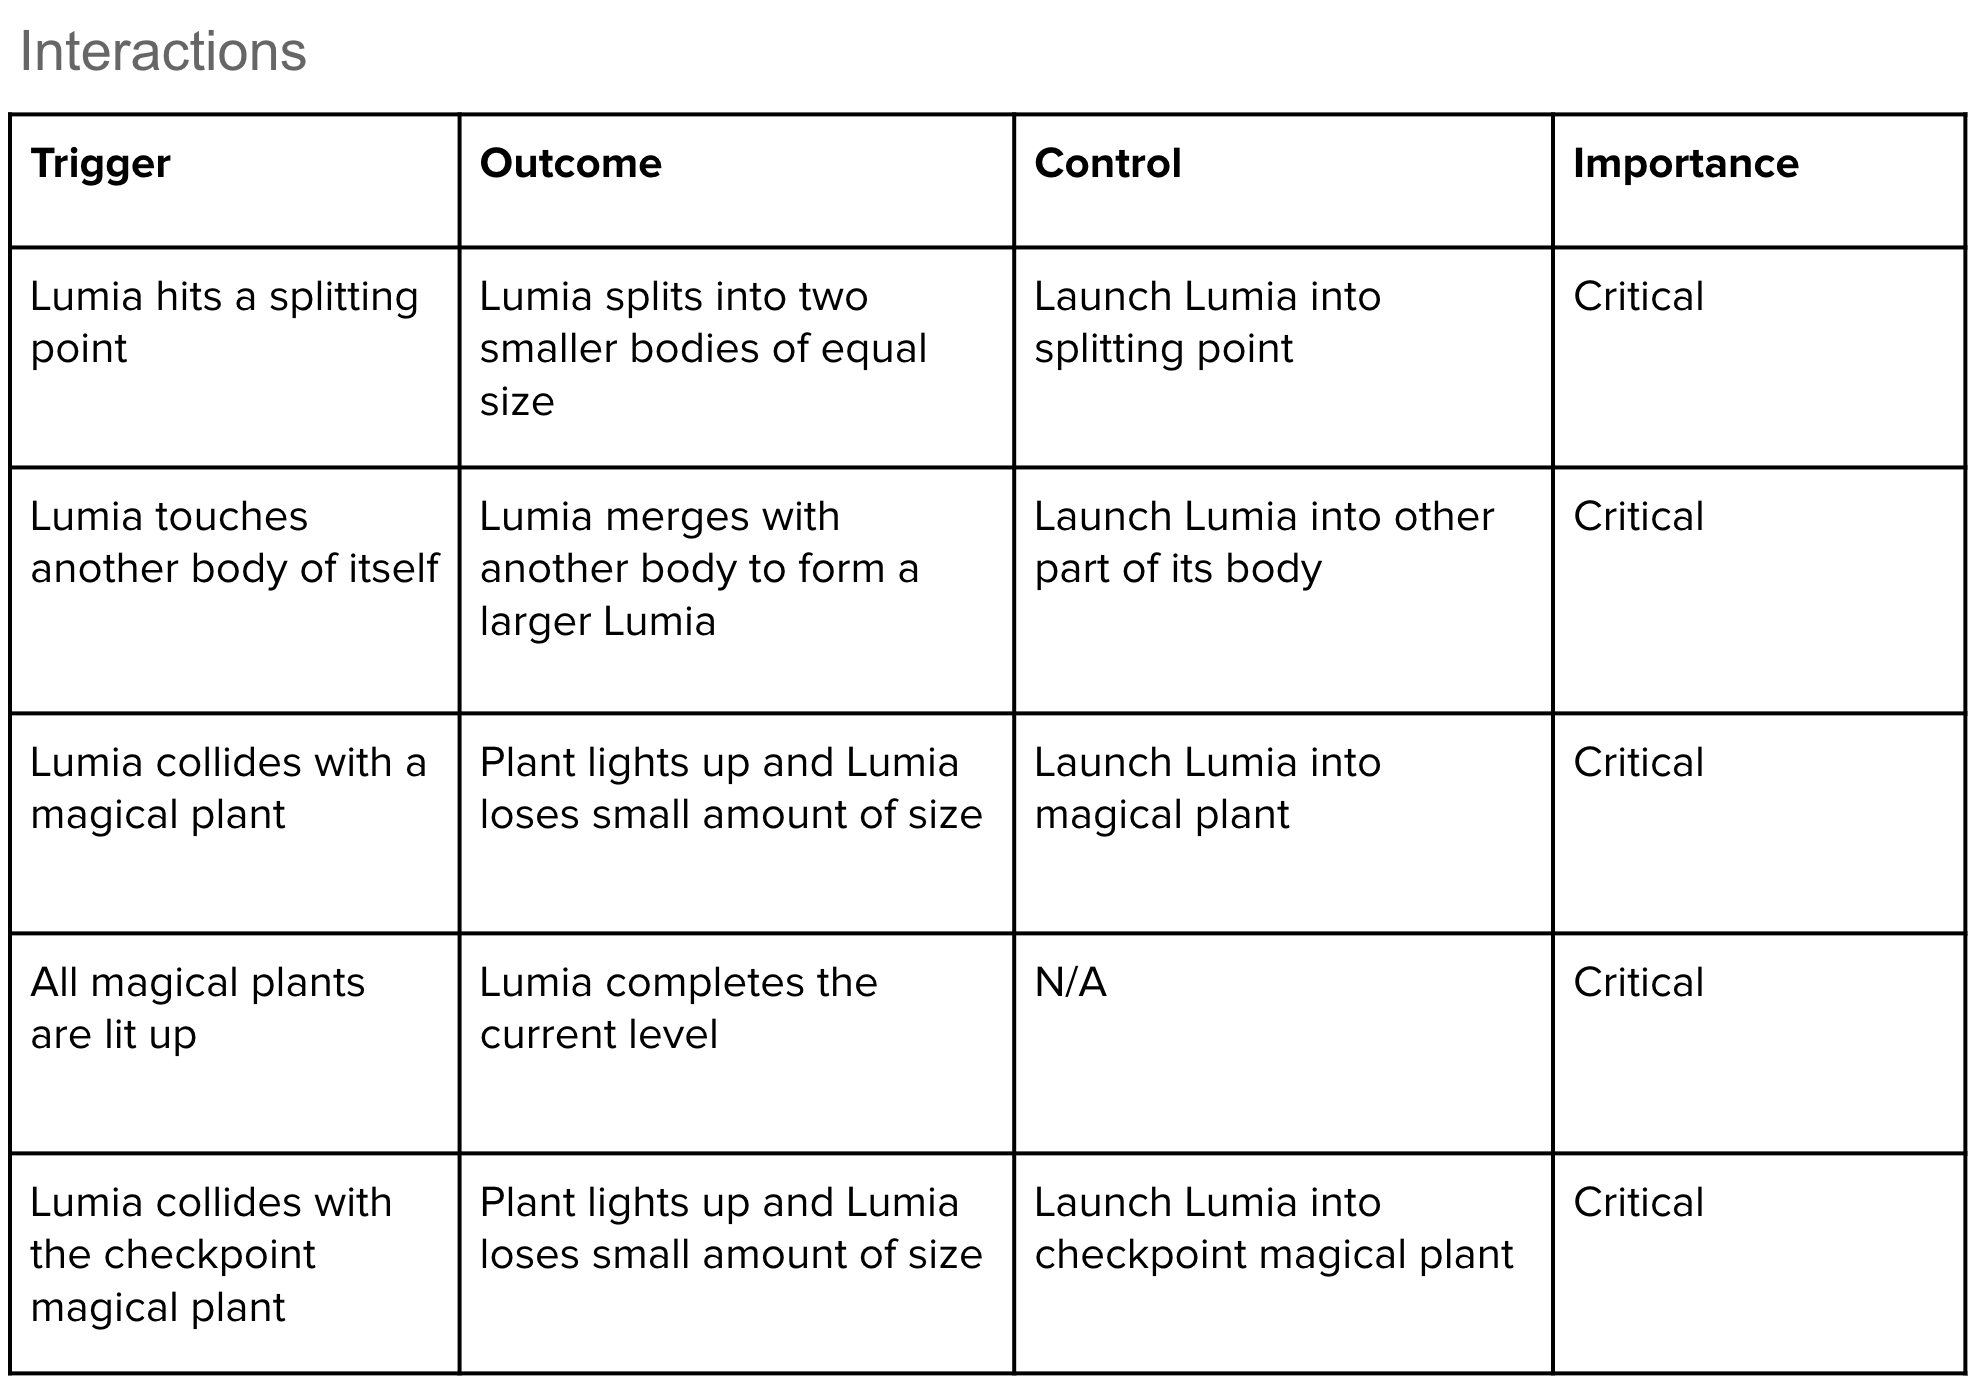 Interactions
Trigger
Outcome
Control
Importance
Lumia hits a splitting
point
Lumia splits into two
smaller bodies of equal
size
Launch Lumia into
splitting point
Critical
Lumia touches
another body of itself
Lumia merges with
another body to form a
larger Lumia
Launch Lumia into other
part of its body
Critical
Lumia collides with a
magical plant
Plant lights up and Lumia
loses small amount of size
Launch Lumia into
magical plant
Critical
All magical plants
are lit up
Lumia completes the
current level
N/A
Critical
Lumia collides with
the checkpoint
magical plant
Plant lights up and Lumia
loses small amount of size
Launch Lumia into
checkpoint magical plant
Critical